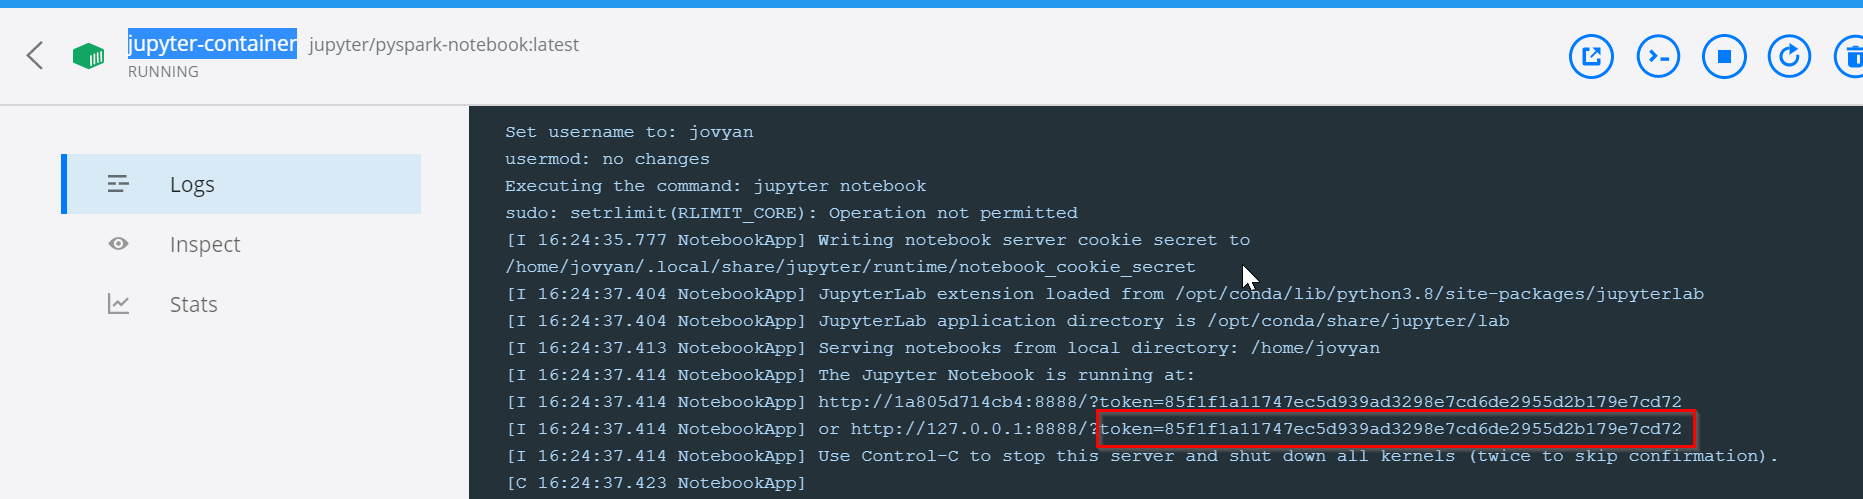 jupyter-container jupyter/pyspark-notebook:latest
RUNNING
Logs
Inspect
Stats
Set username to: jovyan
usermod: no changes
Executing the command: jupyter notebook
sudo: setrlimit(RLIMIT_CORE): Operation not permitted
[I 16:24:35.777 NotebookApp] Writing notebook server cookie secret to
/home/jovyan/.local/share/jupyter/runtime/notebook_cookie_secret
[I 16:24:37.404 NotebookApp] JupyterLab extension loaded from /opt/conda/lib/python3.8/site-packages/jupyterlab
[I 16:24:37.404 NotebookApp] JupyterLab application directory is /opt/conda/share/jupyter/lab
[I 16:24:37.413 NotebookApp] Serving notebooks from local directory: /home/jovyan
[I 16:24:37.414 NotebookApp] The Jupyter Notebook is running at:
[I 16:24:37.414 NotebookApp] http://1a805d714cb4:8888/?token=85f1f1a11747ec5d939ad3298e7cd6de2955d2b179e7cd72
[I 16:24:37.414 NotebookApp] or http://127.0.0.1:8888/?token=85f1f1a11747ec5d939ad3298e7cd6de2955d2b179e7cd72
[I 16:24:37.414 NotebookApp] Use Control-C to stop this server and shut down all kernels (twice to skip confirmation).
[C 16:24:37.423 NotebookApp]